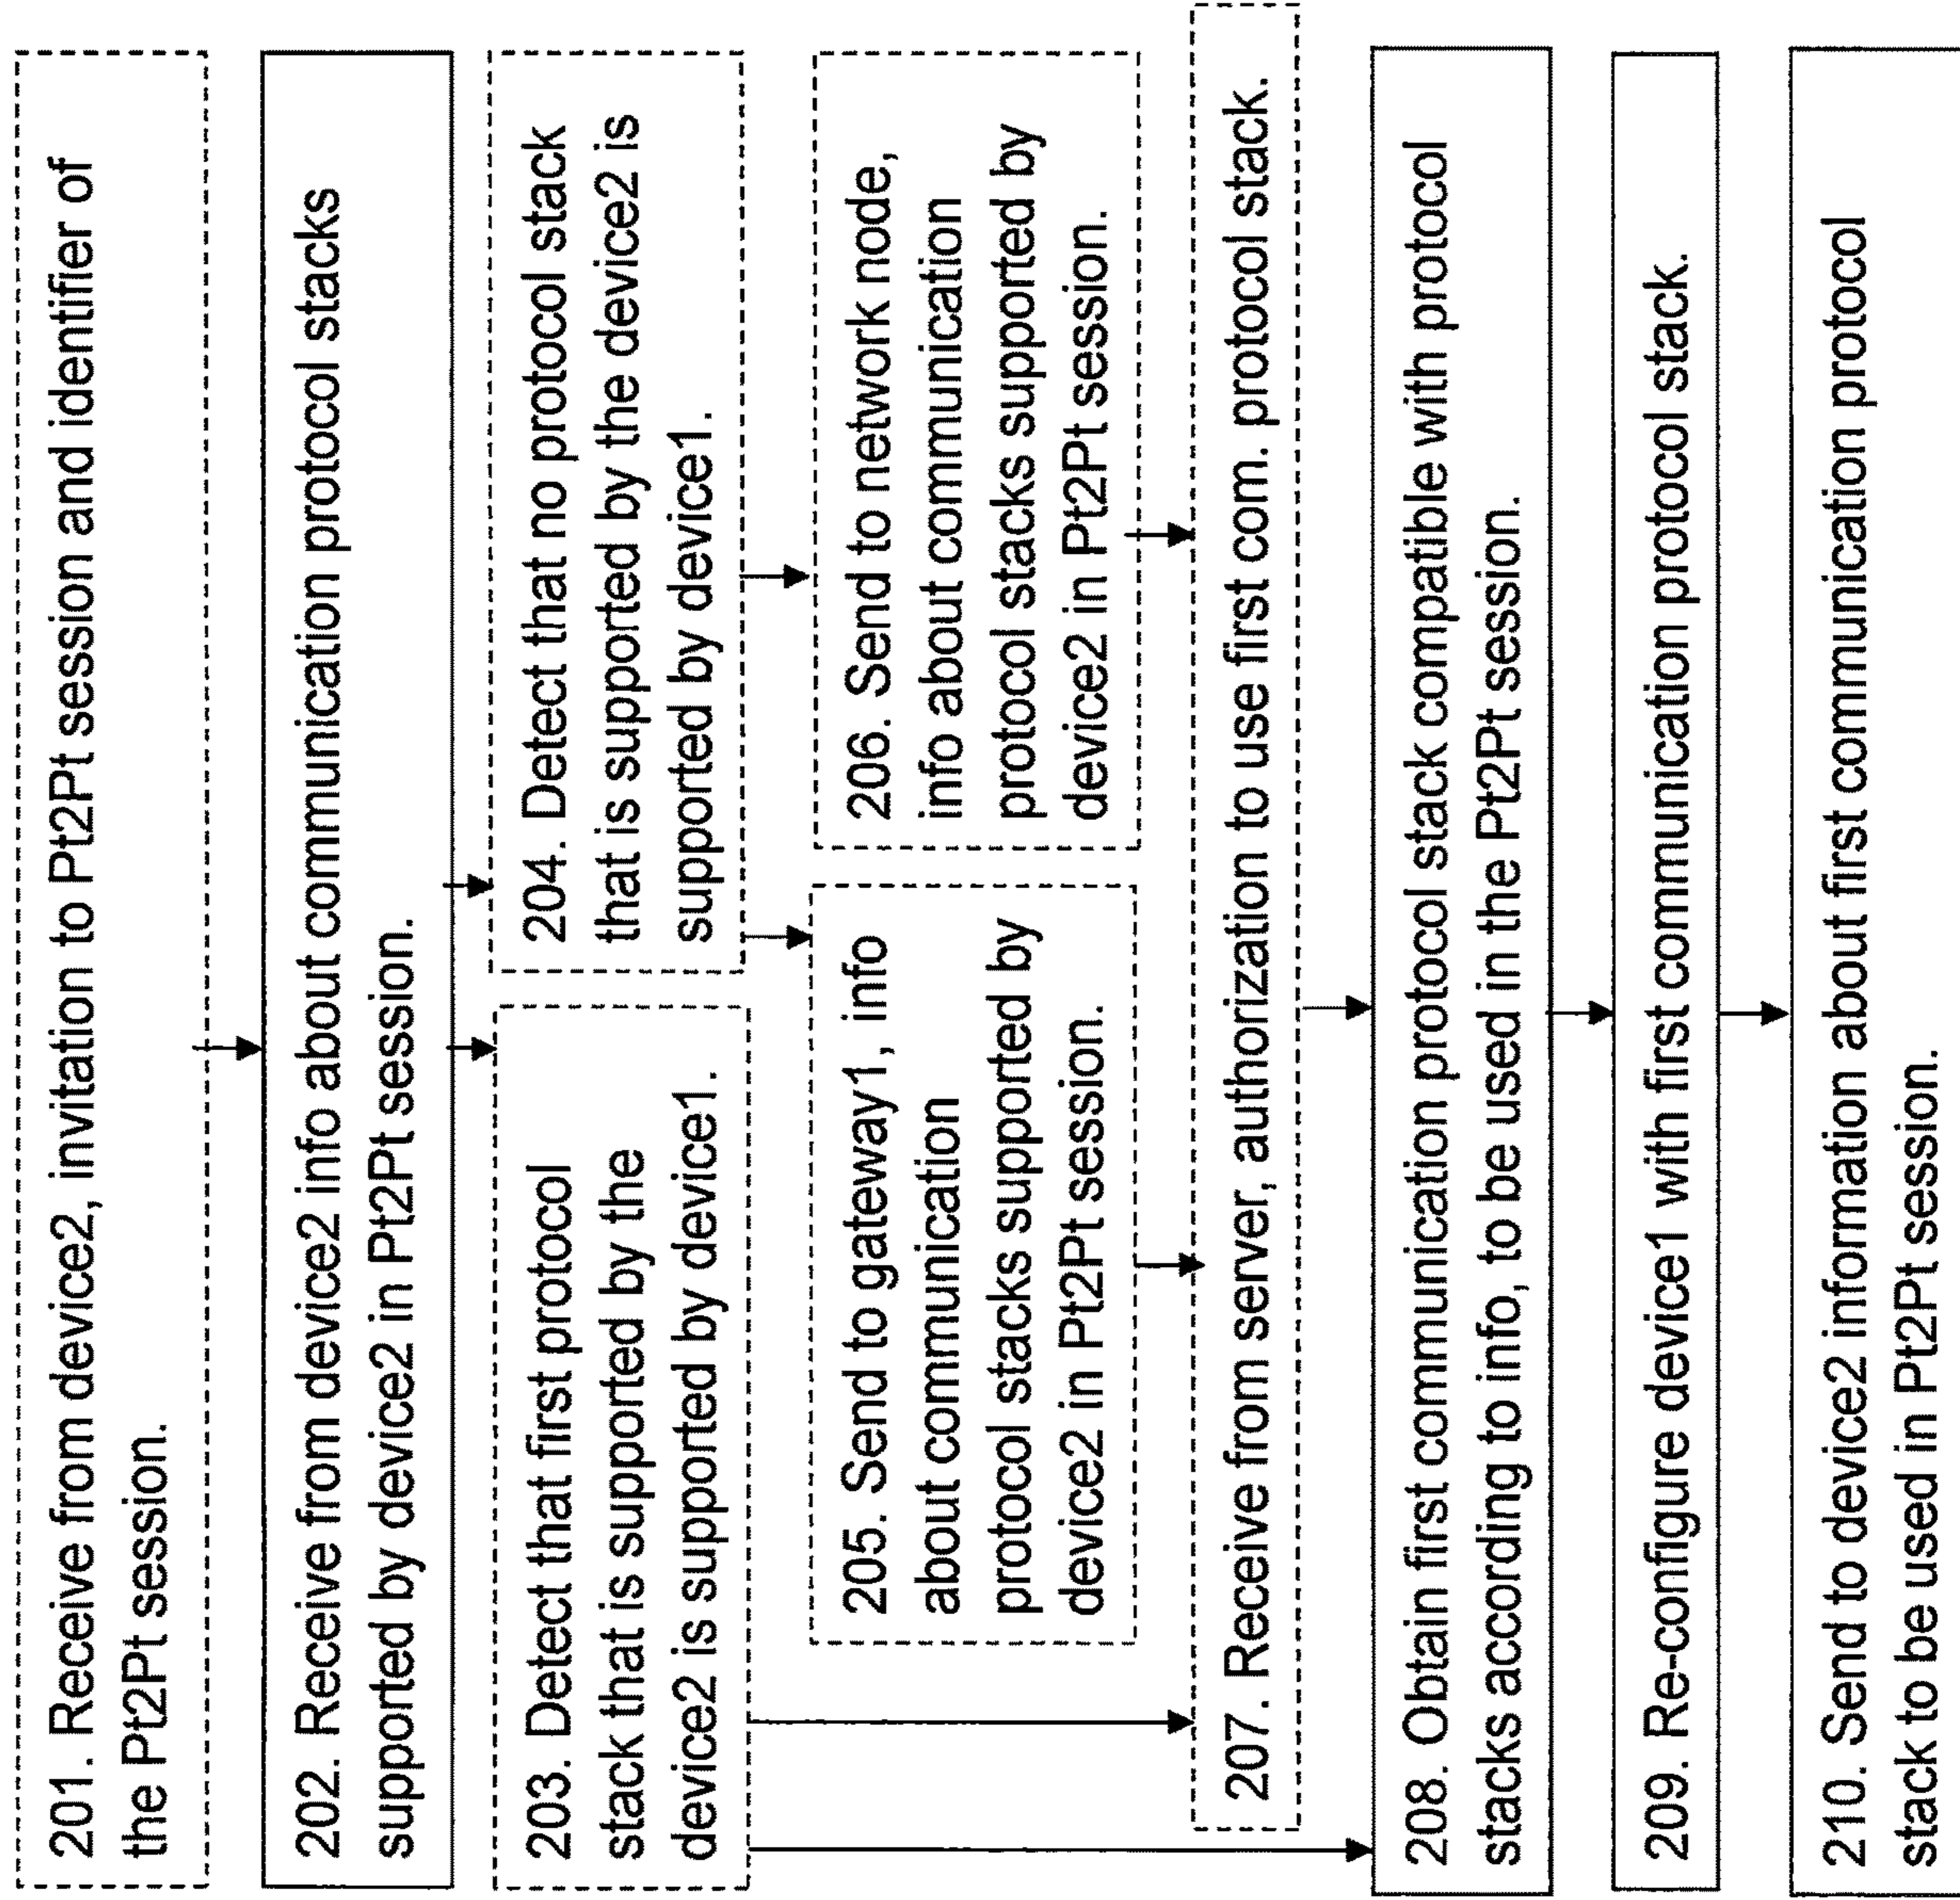 201. Receive from device2, invitation to Pt2Pt session and identifier of
the Pt2Pt session.
202. Receive from device2 info about communication protocol stacks
supported by device2 in Pt2Pt session.
203. Detect that first protocol
stack that is supported by the
device2 is supported by device1.
204. Detect that no protocol stack
that is supported by the device2 is
supported by device1.
205. Send to gateway1, info
about communication
protocol stacks supported by
device2 in Pt2Pt session.
206. Send to network node,
info about communication
protocol stacks supported by
device2 in Pt2Pt session.
207. Receive from server, authorization to use first com. protocol stack.
208. Obtain first communication protocol stack compatible with protocol
stacks according to info, to be used in the Pt2Pt session.
209. Re-configure device1 with first communication protocol stack.
210. Send to device2 information about first communication protocol
stack to be used in Pt2Pt session.